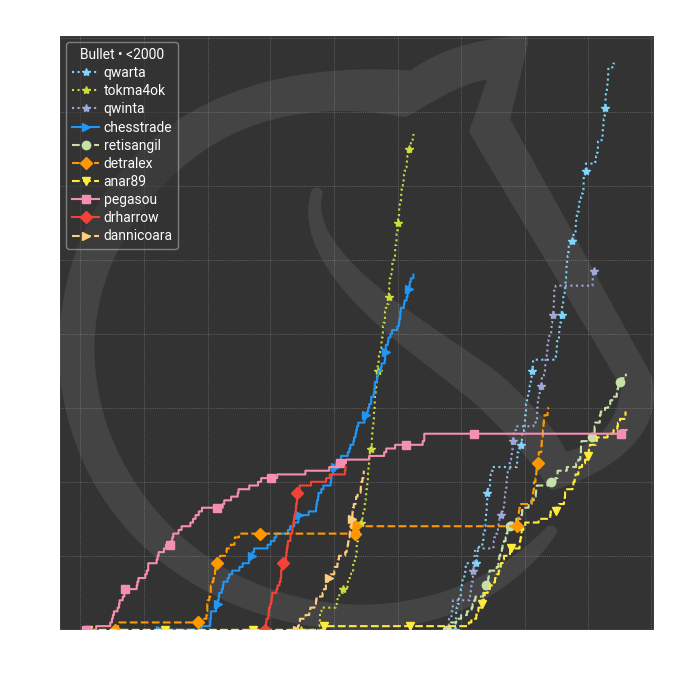 Bullet • <2000
qwarta
tokma4ok
qwinta
chesstrade
retisangil
detralex
anar89
pegasou
drharrow
dannicoara